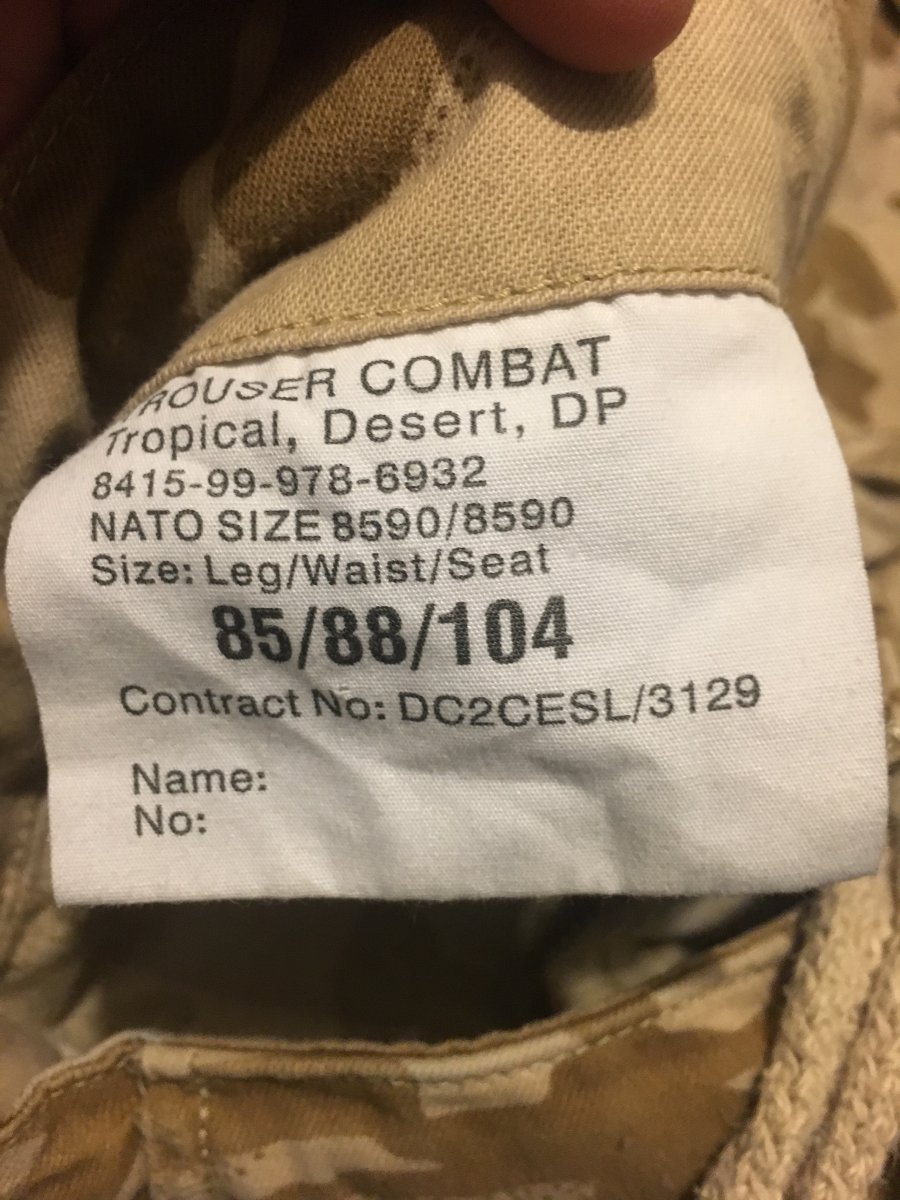 TROUSER COMBAT
Tropical, Desert, DP
8415-99-978-6932
NATO SIZE 8590/8590
Size: Leg/Waist/Seat
85/88/104
Contract No: DC2CESL/3129
Name:
No: